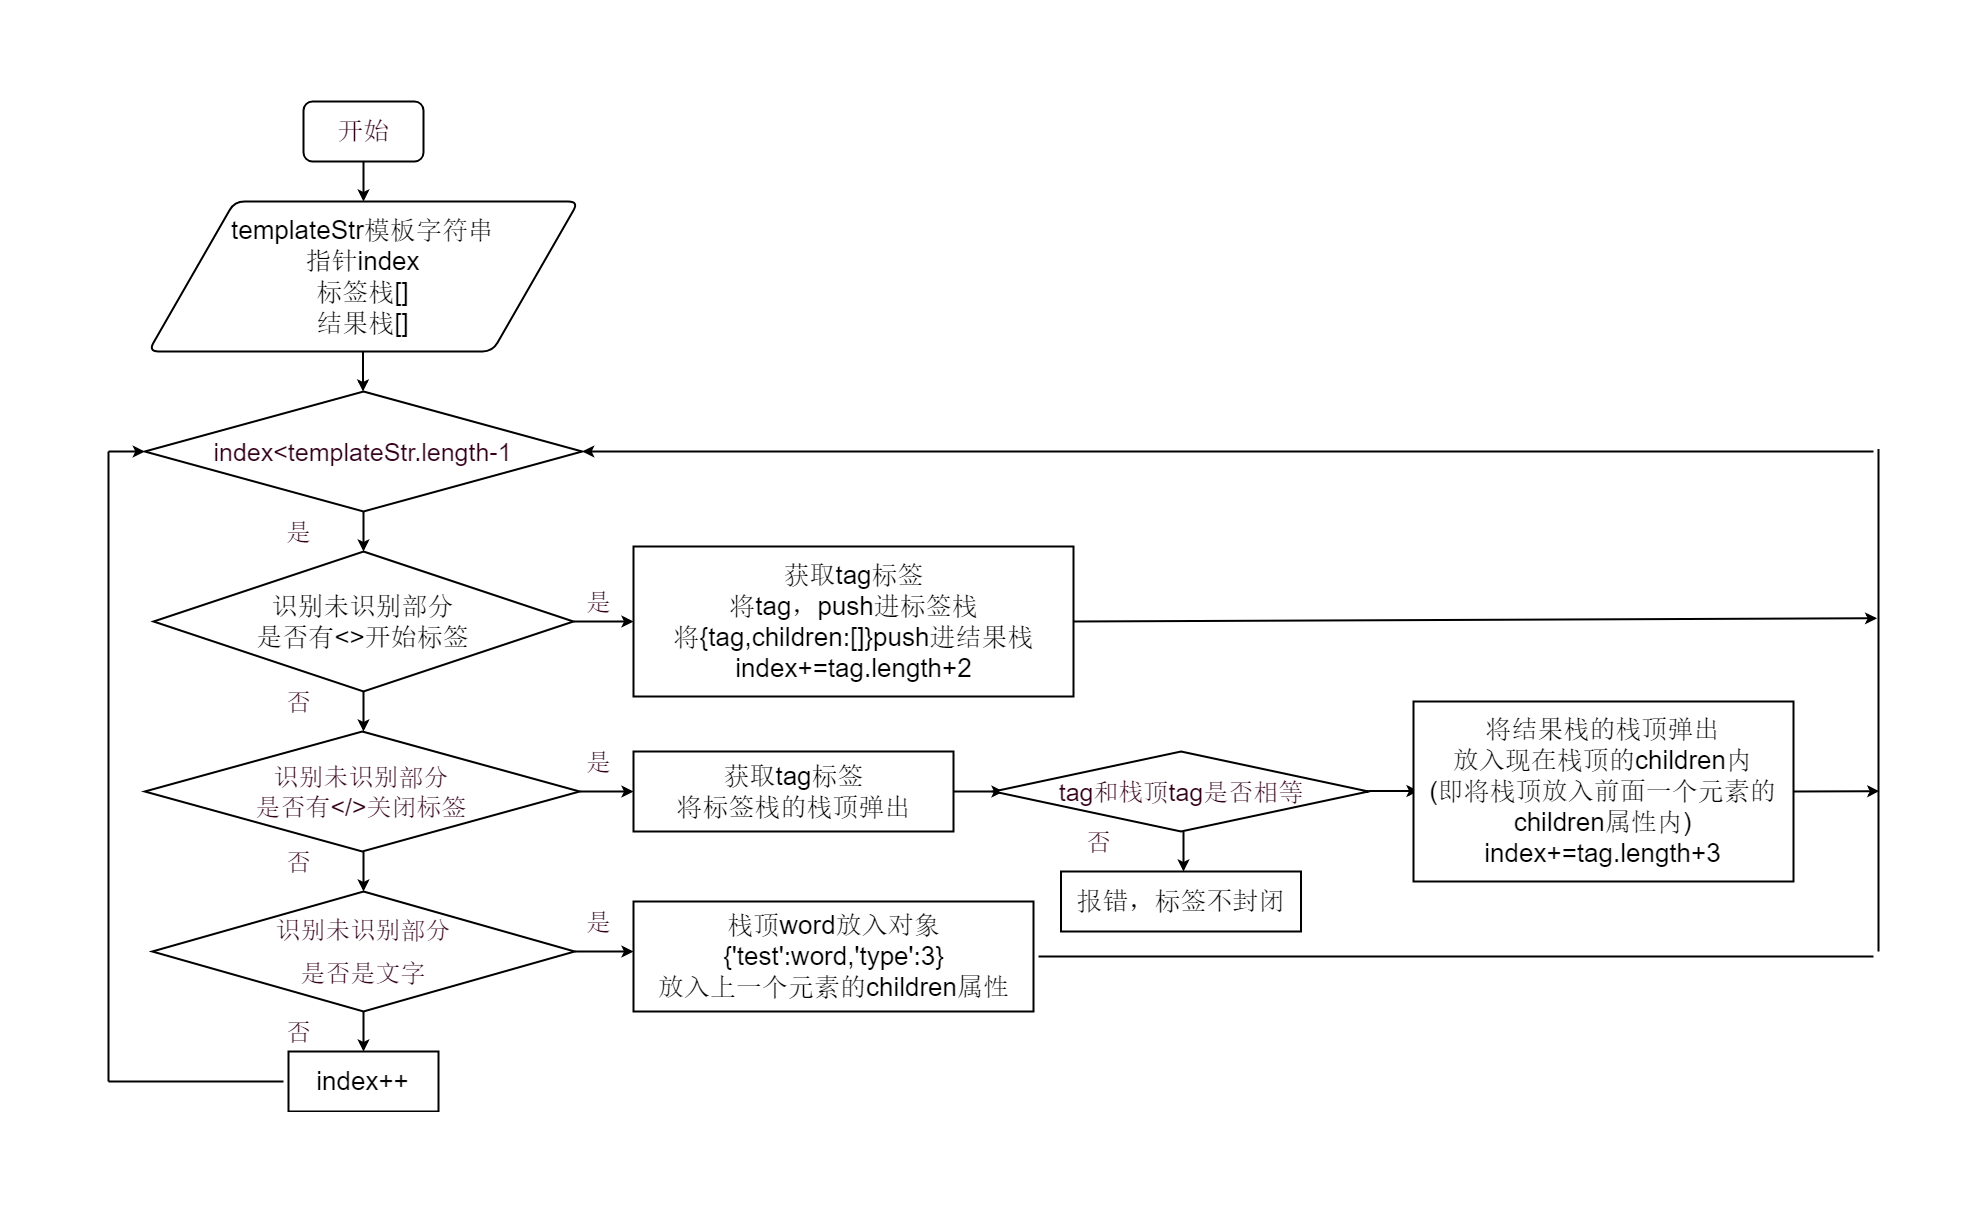 开始
templateStr模板字符串
指针index
标签栈[]
结果栈[]
index<templateStr.length-1
是
识别未识别部分
是否有<>开始标签
是
获取tag标签
将tag，push进标签栈
将{tag,children:[]}push进结果栈
index+=tag.length+2
否
识别未识别部分
是否有</>关闭标签
是
获取tag标签
将标签栈的栈顶弹出
tag和栈顶tag是否相等
将结果栈的栈顶弹出
放入现在栈顶的children内
(即将栈顶放入前面一个元素的
children属性内)
index+=tag.length+3
否
报错，标签不封闭
否
识别未识别部分
是否是文字
是
栈顶word放入对象
{'test':word,'type':3}
放入上一个元素的children属性
否
index++